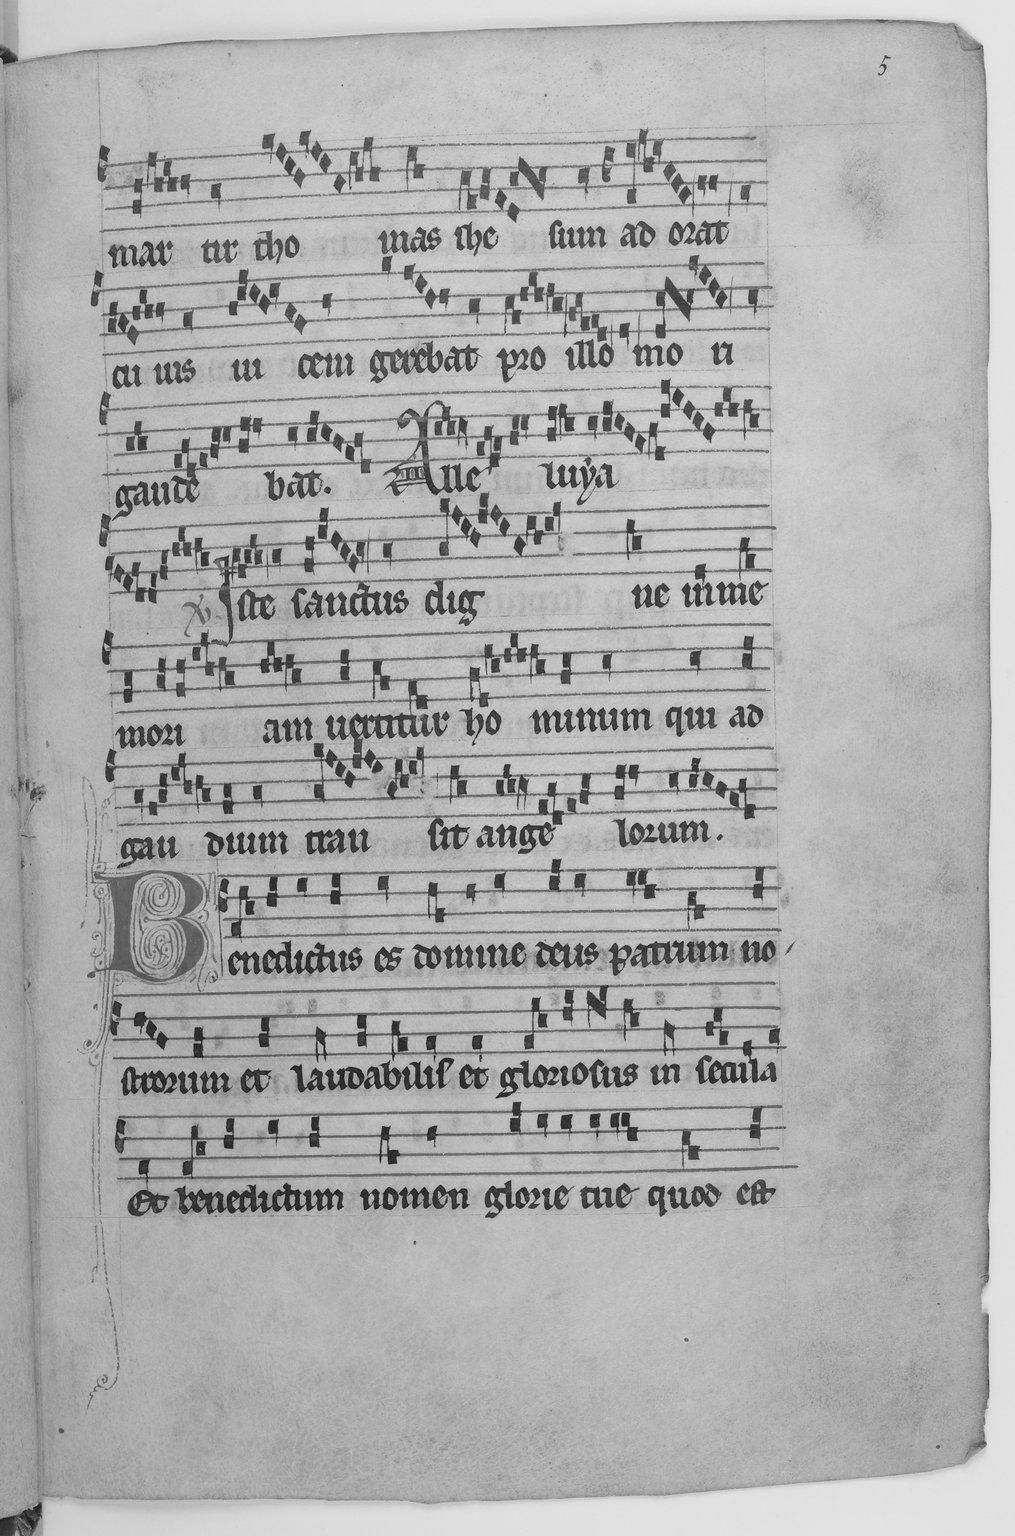 5
mar tir tho mas ihe sum ad orat
cu ius ui cem gerebat pro illo mo ri
gaude bat. Alle luya
V Iste sanctus dig ne in me
mori am uertitur ho minum qui ad
gau dium tran sit ange lorum.
Benedictus es domine deus patrum no
strorum et laudabilis et gloriosus in secula
Et benedictum nomen glorie tue quod est